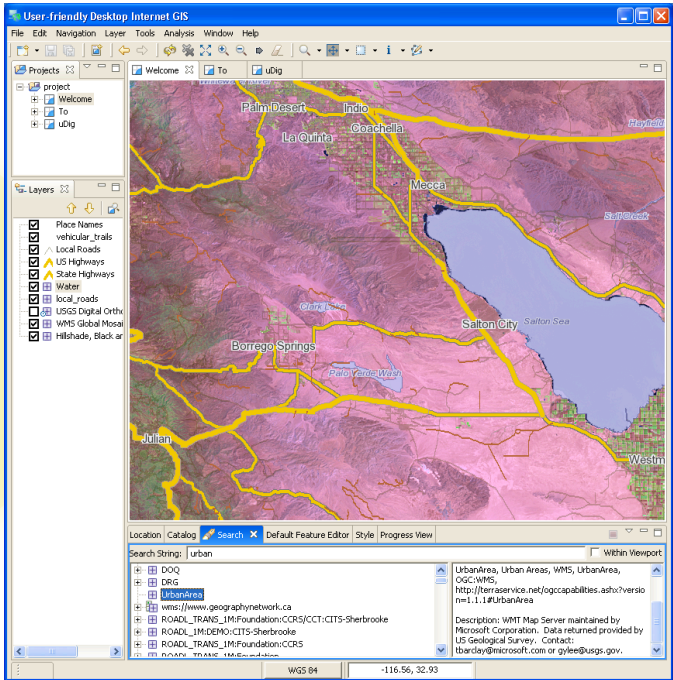 User-friendly Desktop Internet GIS
File Edit Navigation Layer Tools Analysis Window Help
Projects
project
Welcome
To
uDig
Layers
Place Names
vehicular_trails
Local Roads
US Highways
State Highways
Water
local_roads
USGS Digital Ortho
WMS Global Mosai
Hillshade, Black ar
Welcome To uDig
Palm Desert
Indio
Coachella
La Quinta
Hayfield
Mecca
Salt Creek
Clark Lake
Salton City
Salton Sea
Borrego Springs
Palo Verde Wash
Julian
Westm
Location Catalog Search Default Feature Editor Style Progress View
Search String: urban
Within Viewport
DOQ
DRG
UrbanArea
wms://www.geographynetwork.ca
ROADL_TRANS_1M:Foundation:CCRS/CCT:CITS-Sherbrooke
ROADL_1M:DEMO:CITS-Sherbrooke
ROADL_TRANS_1M:Foundation:CCRS
ROADL_TRANS_1M:Foundation
UrbanArea, Urban Areas, WMS, UrbanArea,
OGC:WMS,
http://terraservice.net/ogccapabilities.ashx?versio
n=1.1.1#UrbanArea
Description: WMT Map Server maintained by
Microsoft Corporation. Data returned provided by
US Geological Survey. Contact:
tbarclay@microsoft.com or gylee@usgs.gov.
WGS 84
-116.56, 32.93